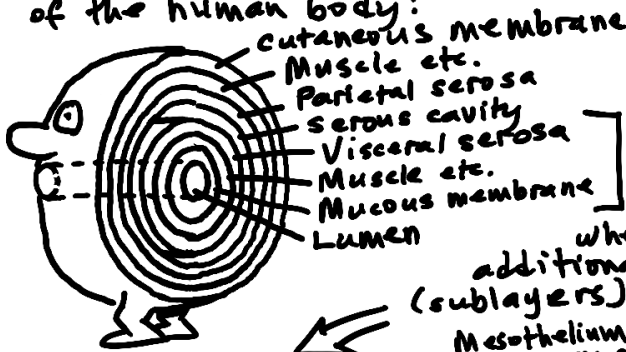 of the human body:
cutaneous membrane
Muscle etc.
Parietal serosa
serous cavity
Visceral serosa
Muscle etc.
Mucous membrane
Lumen
additiona
(sublayers)
Mesothelium